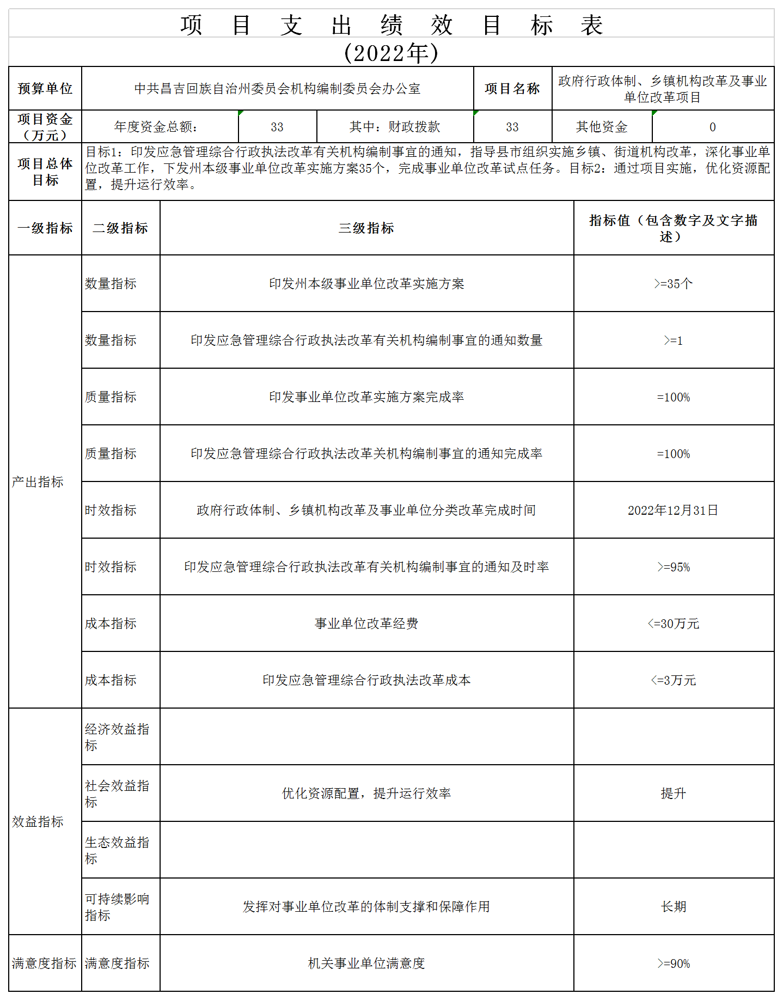 项目支出绩效目标表
(2022年)
预算单位 中共昌吉回族自治州委员会机构编制委员会办公室 项目名称 政府行政体制、乡镇机构改革及事业
单位改革项目
项目资金
（万元） 年度资金总额： 33 其中：财政拨款 33 其他资金 0
项目总体
目标
目标1：印发应急管理综合行政执法改革有关机构编制事宜的通知，指导县市组织实施乡镇、街道机构改革，深化事业单
位改革工作，下发州本级事业单位改革实施方案35个，完成事业单位改革试点任务。目标2：通过项目实施，优化资源配
置，提升运行效率。
一级指标 二级指标 三级指标 指标值（包含数字及文字描
述）
产出指标
数量指标 印发州本级事业单位改革实施方案 >=35个
数量指标 印发应急管理综合行政执法改革有关机构编制事宜的通知数量 >=1
质量指标 印发事业单位改革实施方案完成率 =100%
质量指标 印发应急管理综合行政执法改革关机构编制事宜的通知完成率 =100%
时效指标 政府行政体制、乡镇机构改革及事业单位分类改革完成时间 2022年12月31日
时效指标 印发应急管理综合行政执法改革有关机构编制事宜的通知及时率 >=95%
成本指标 事业单位改革经费 <=30万元
成本指标 印发应急管理综合行政执法改革成本 <=3万元
效益指标
经济效益指
标
社会效益指
标 优化资源配置，提升运行效率 提升
生态效益指
标
可持续影响
指标 发挥对事业单位改革的体制支撑和保障作用 长期
满意度指标 满意度指标 机关事业单位满意度 >=90%